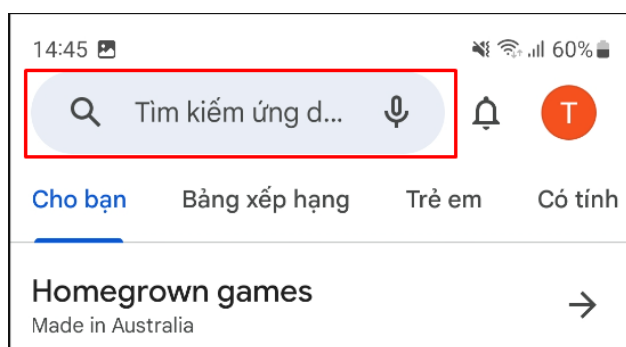 14:45 60%
Tìm kiếm ứng d... T
Cho bạn Bảng xếp hạng Trẻ em Có tính
Homegrown games
Made in Australia